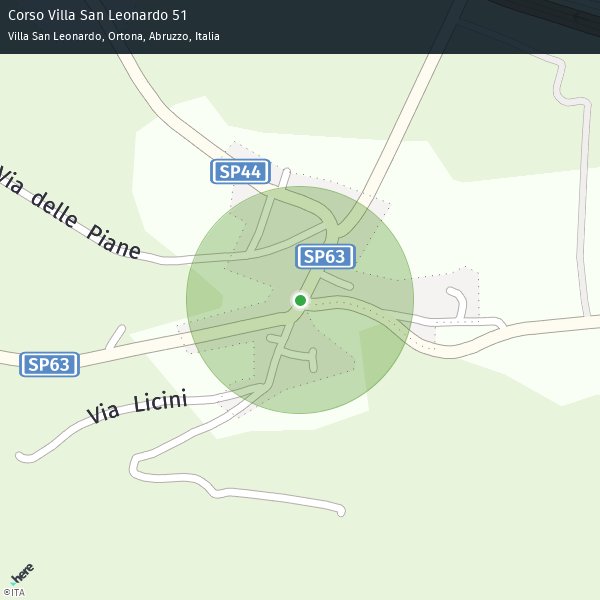 Corso Villa San Leonardo 51
Villa San Leonardo, Ortona, Abruzzo, Italia
SP44
Via delle Piane
SP63
SP63
Via Licini
here
©ITA